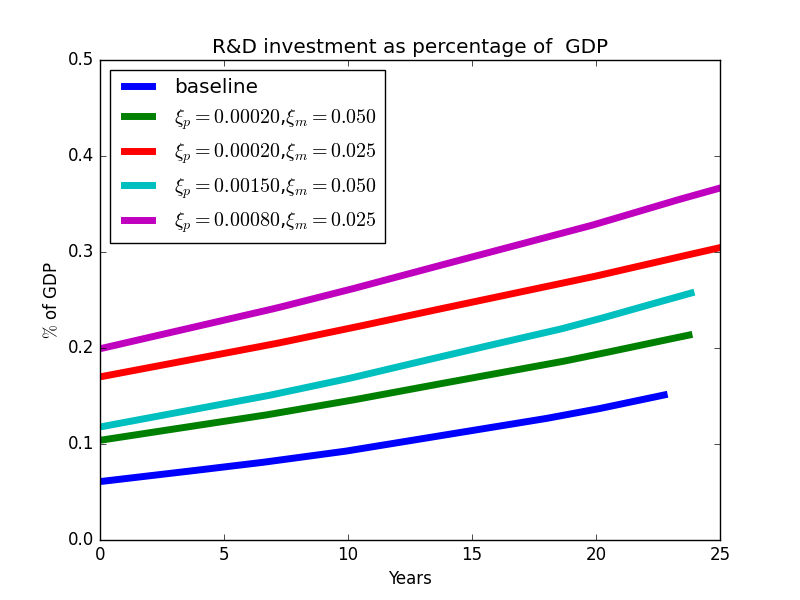 R&D investment as percentage of  GDP
0.5
0.4
0.3
0.2
0.1
0.0
% of GDP
baseline
ξp = 0.00020,ξm = 0.050
ξp = 0.00020,ξm = 0.025
ξp = 0.00150,ξm = 0.050
ξp = 0.00080,ξm = 0.025
0 5 10 15 20 25
Years